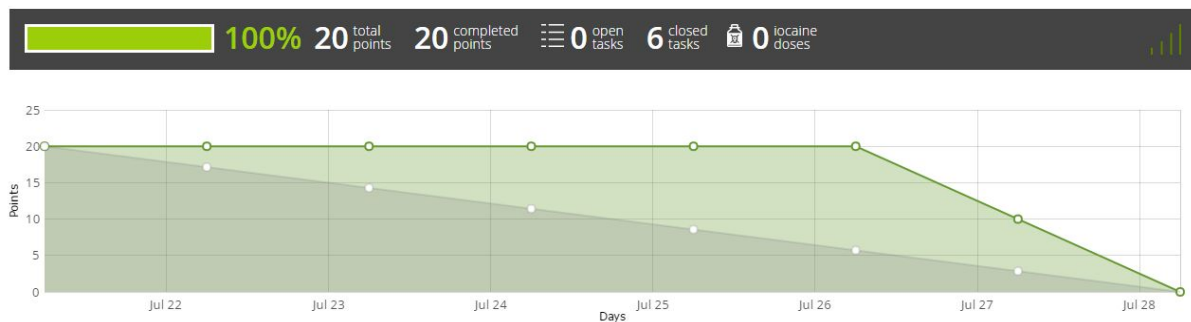 100% 20 total points 20 completed points 0 open tasks 6 closed tasks 0 iocaine doses
25
20
15
10
5
0
Points
Jul 22 Jul 23 Jul 24 Jul 25 Jul 26 Jul 27 Jul 28
Days